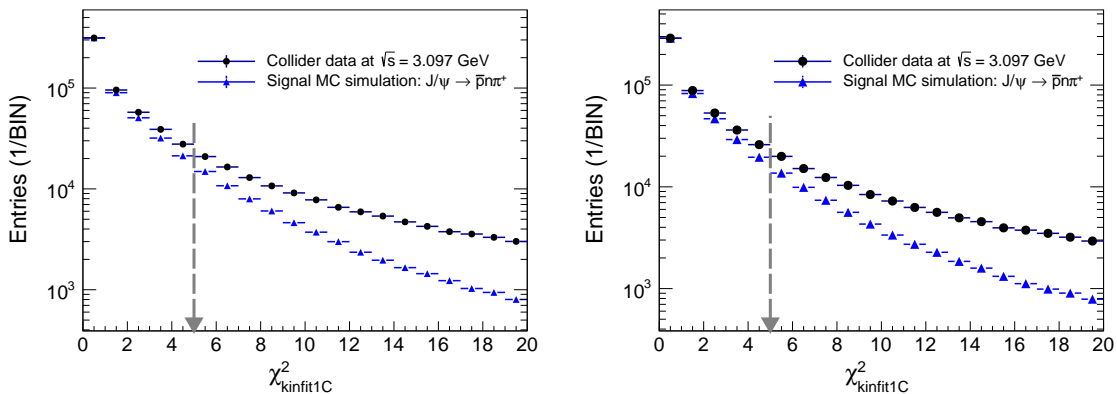 Entries (1/BIN)
10⁵
10⁴
10³
Collider data at √s = 3.097 GeV
Signal MC simulation: J/ψ → p̅nπ⁺
0 2 4 6 8 10 12 14 16 18 20
χ²kinfit1C
Entries (1/BIN)
10⁵
10⁴
10³
Collider data at √s = 3.097 GeV
Signal MC simulation: J/ψ → p̅nπ⁺
0 2 4 6 8 10 12 14 16 18 20
χ²kinfit1C